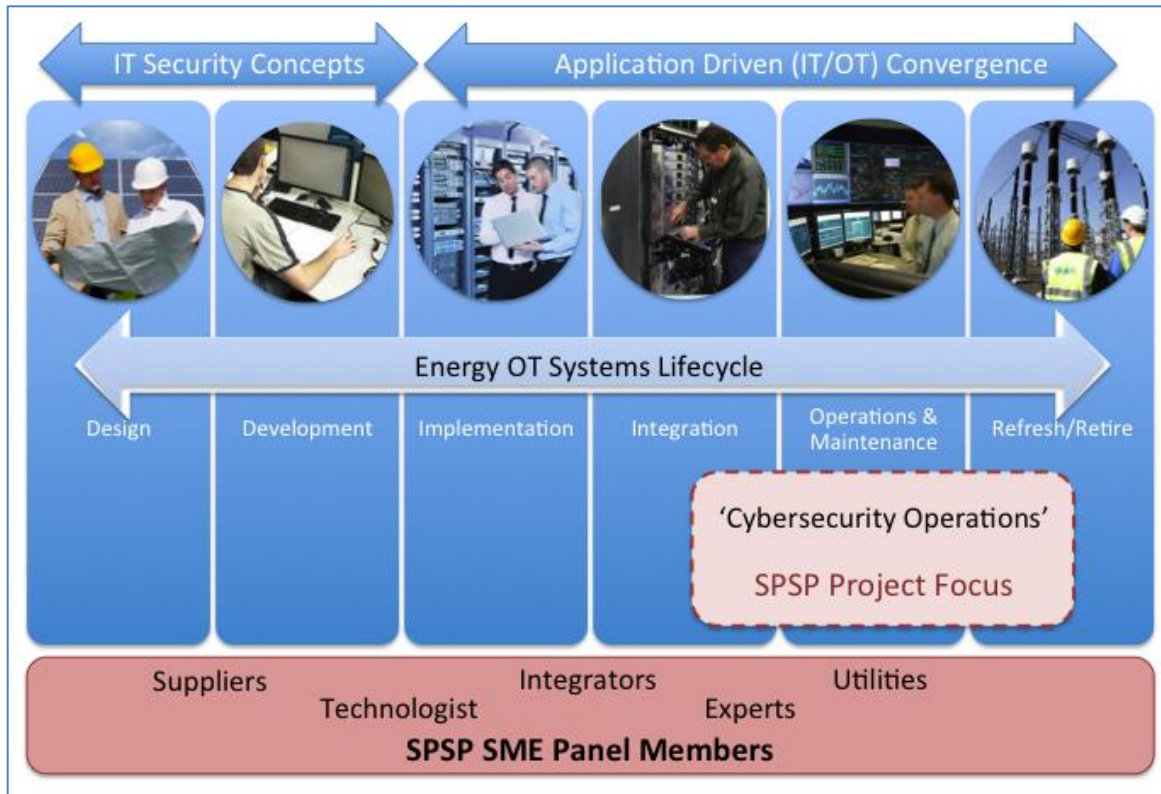 IT Security Concepts
Application Driven (IT/OT) Convergence
Energy OT Systems Lifecycle
Design
Development
Implementation
Integration
Operations &
Maintenance
Refresh/Retire
‘Cybersecurity Operations’
SPSP Project Focus
Suppliers
Integrators
Utilities
Technologist
Experts
SPSP SME Panel Members